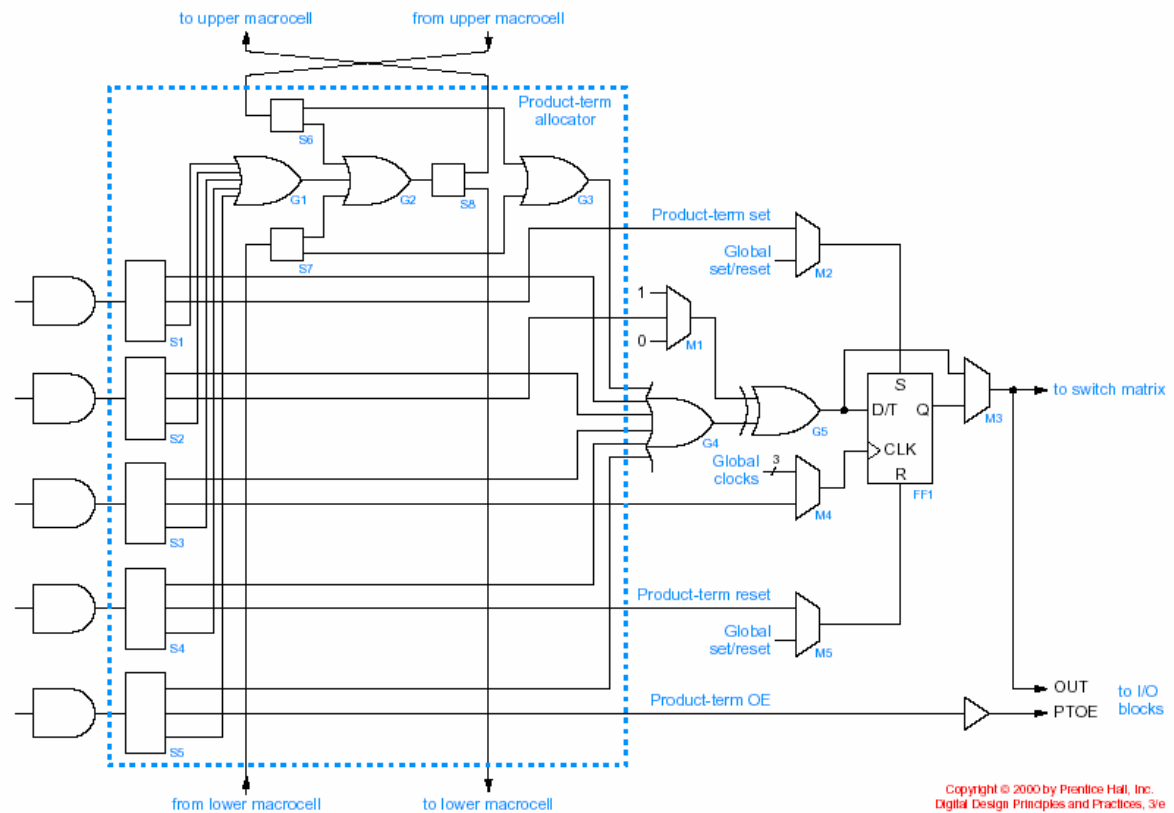 to upper macrocell
from upper macrocell
Product-term
allocator
S6
G1
G2
S8
G3
S7
Product-term set
Global
set/reset
M2
1
0
M1
S1
S2
S
D/T
Q
CLK
R
FF1
M3
to switch matrix
G4
G5
Global
clocks
3
M4
S3
Product-term reset
Global
set/reset
M5
S4
Product-term OE
OUT
PTOE
to I/O
blocks
S5
from lower macrocell
to lower macrocell
Copyright © 2000 by Prentice Hall, Inc.
Digital Design Principles and Practices, 3/e